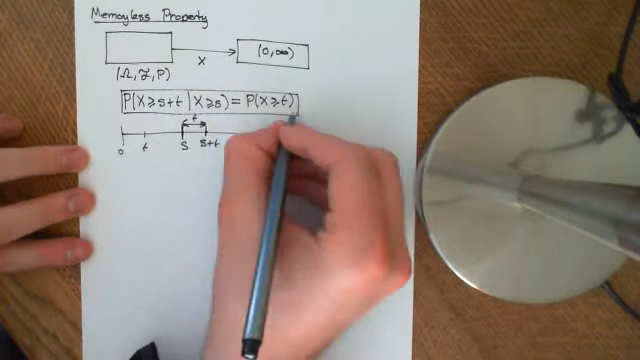 Memoryless Property
(0,∞)
X
(Ω, ℱ, P)
P(X ≥ s+t | X ≥ s) = P(X ≥ t)
t
0 t s s+t